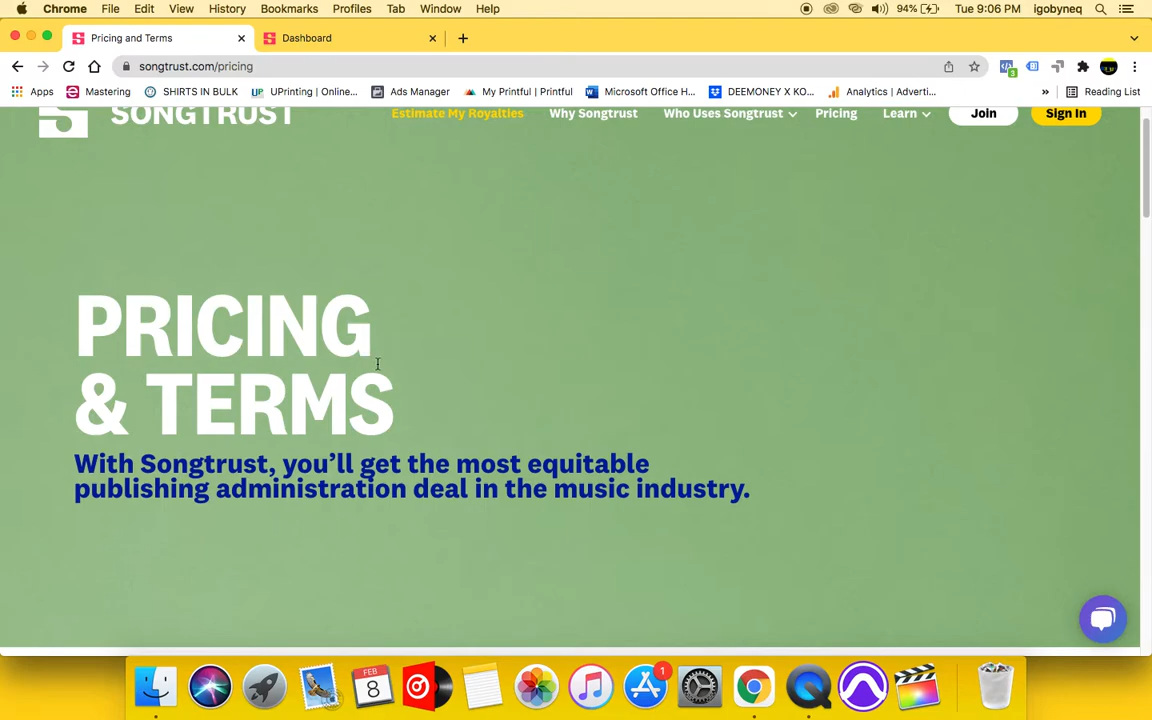 Chrome File Edit View History Bookmarks Profiles Tab Window Help 94% Tue 9:06 PM igobyneq
Pricing and Terms Dashboard
songtrust.com/pricing
3
Apps Mastering SHIRTS IN BULK UPrinting | Online... Ads Manager My Printful | Printful Microsoft Office H... DEEMONEY X KO... Analytics | Adverti... » Reading List
SONGTRUST Estimate My Royalties Why Songtrust Who Uses Songtrust Pricing Learn Join Sign In
PRICING
& TERMS
With Songtrust, you'll get the most equitable
publishing administration deal in the music industry.
FEB
8
1